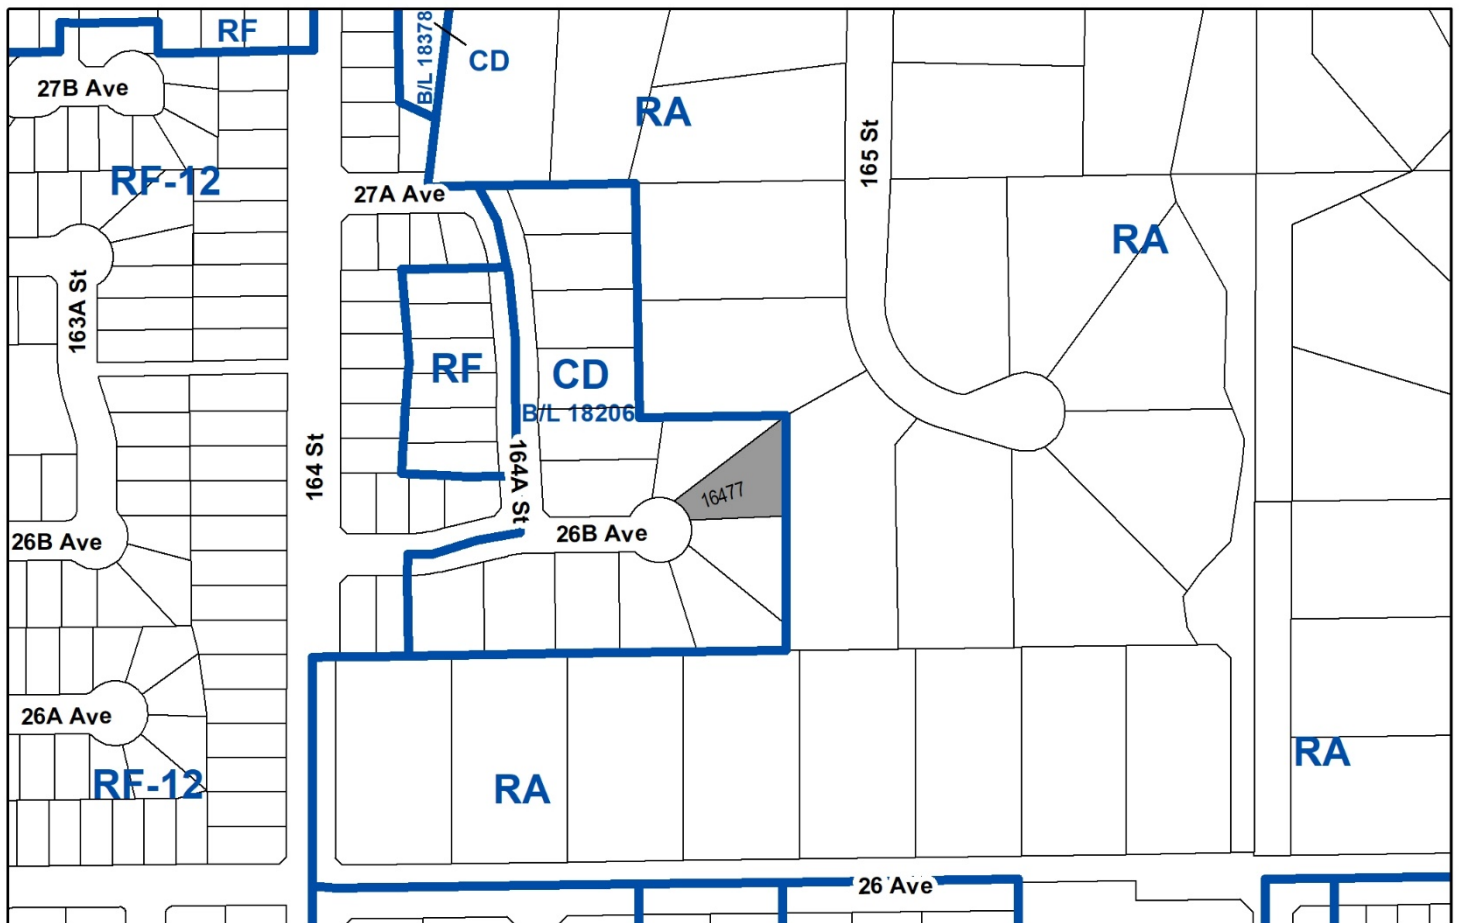 RF
B/L 18378
CD
27B Ave
RA
165 St
RF-12
27A Ave
RA
163A St
RF
CD
B/L 18206
164 St
164A St
16477
26B Ave
26B Ave
26A Ave
RF-12
RA
RA
26 Ave